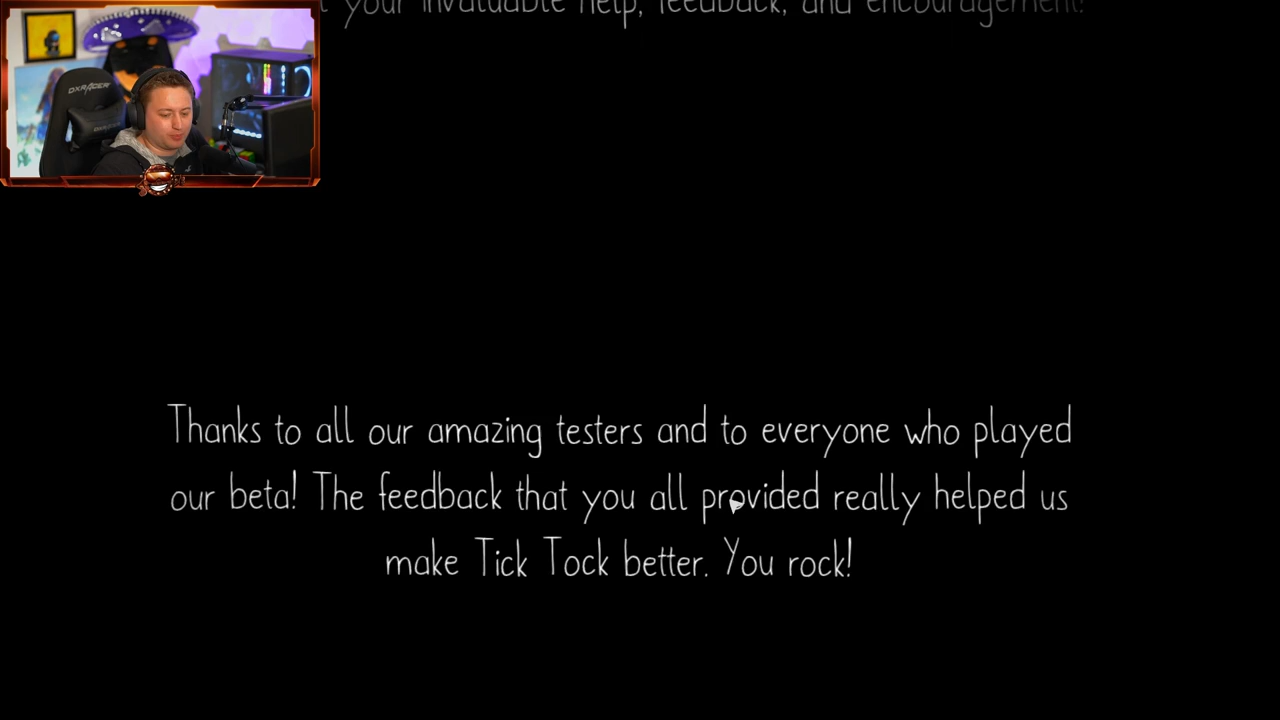 your invaluable help, feedback, and encouragement!
DXRACER
Thanks to all our amazing testers and to everyone who played
our beta! The feedback that you all provided really helped us
make Tick Tock better. You rock!